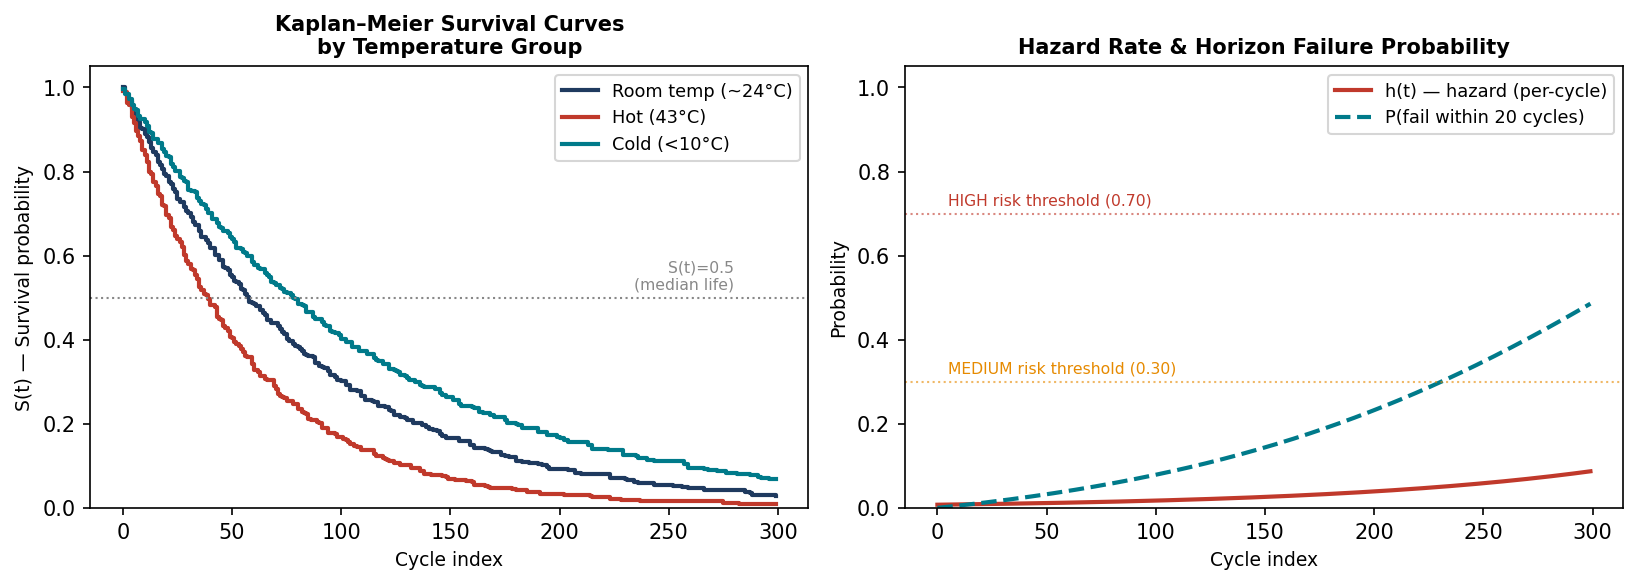 Kaplan–Meier Survival Curves
by Temperature Group
S(t) — Survival probability
1.0
0.8
0.6
0.4
0.2
0.0
Room temp (~24°C)
Hot (43°C)
Cold (<10°C)
S(t)=0.5
(median life)
0 50 100 150 200 250 300
Cycle index
Hazard Rate & Horizon Failure Probability
Probability
1.0
0.8
0.6
0.4
0.2
0.0
h(t) — hazard (per-cycle)
P(fail within 20 cycles)
HIGH risk threshold (0.70)
MEDIUM risk threshold (0.30)
0 50 100 150 200 250 300
Cycle index